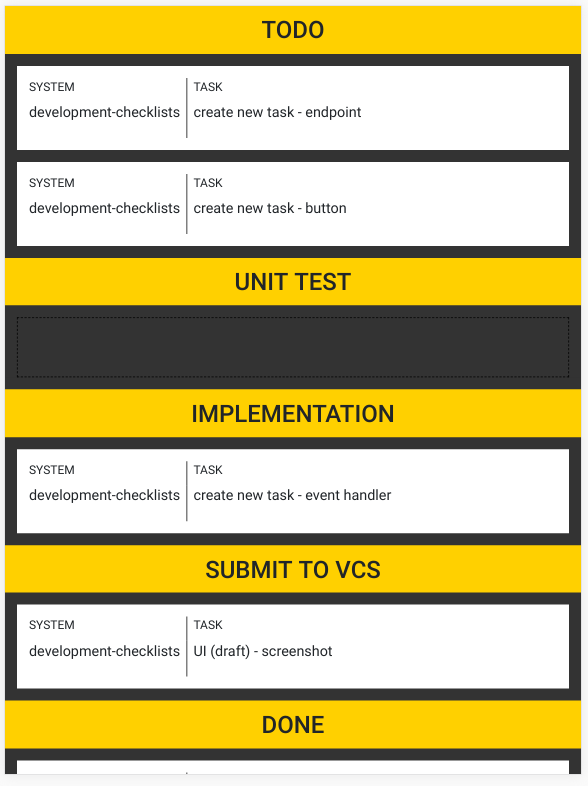 TODO
SYSTEM TASK
development-checklists create new task - endpoint
SYSTEM TASK
development-checklists create new task - button
UNIT TEST
IMPLEMENTATION
SYSTEM TASK
development-checklists create new task - event handler
SUBMIT TO VCS
SYSTEM TASK
development-checklists UI (draft) - screenshot
DONE